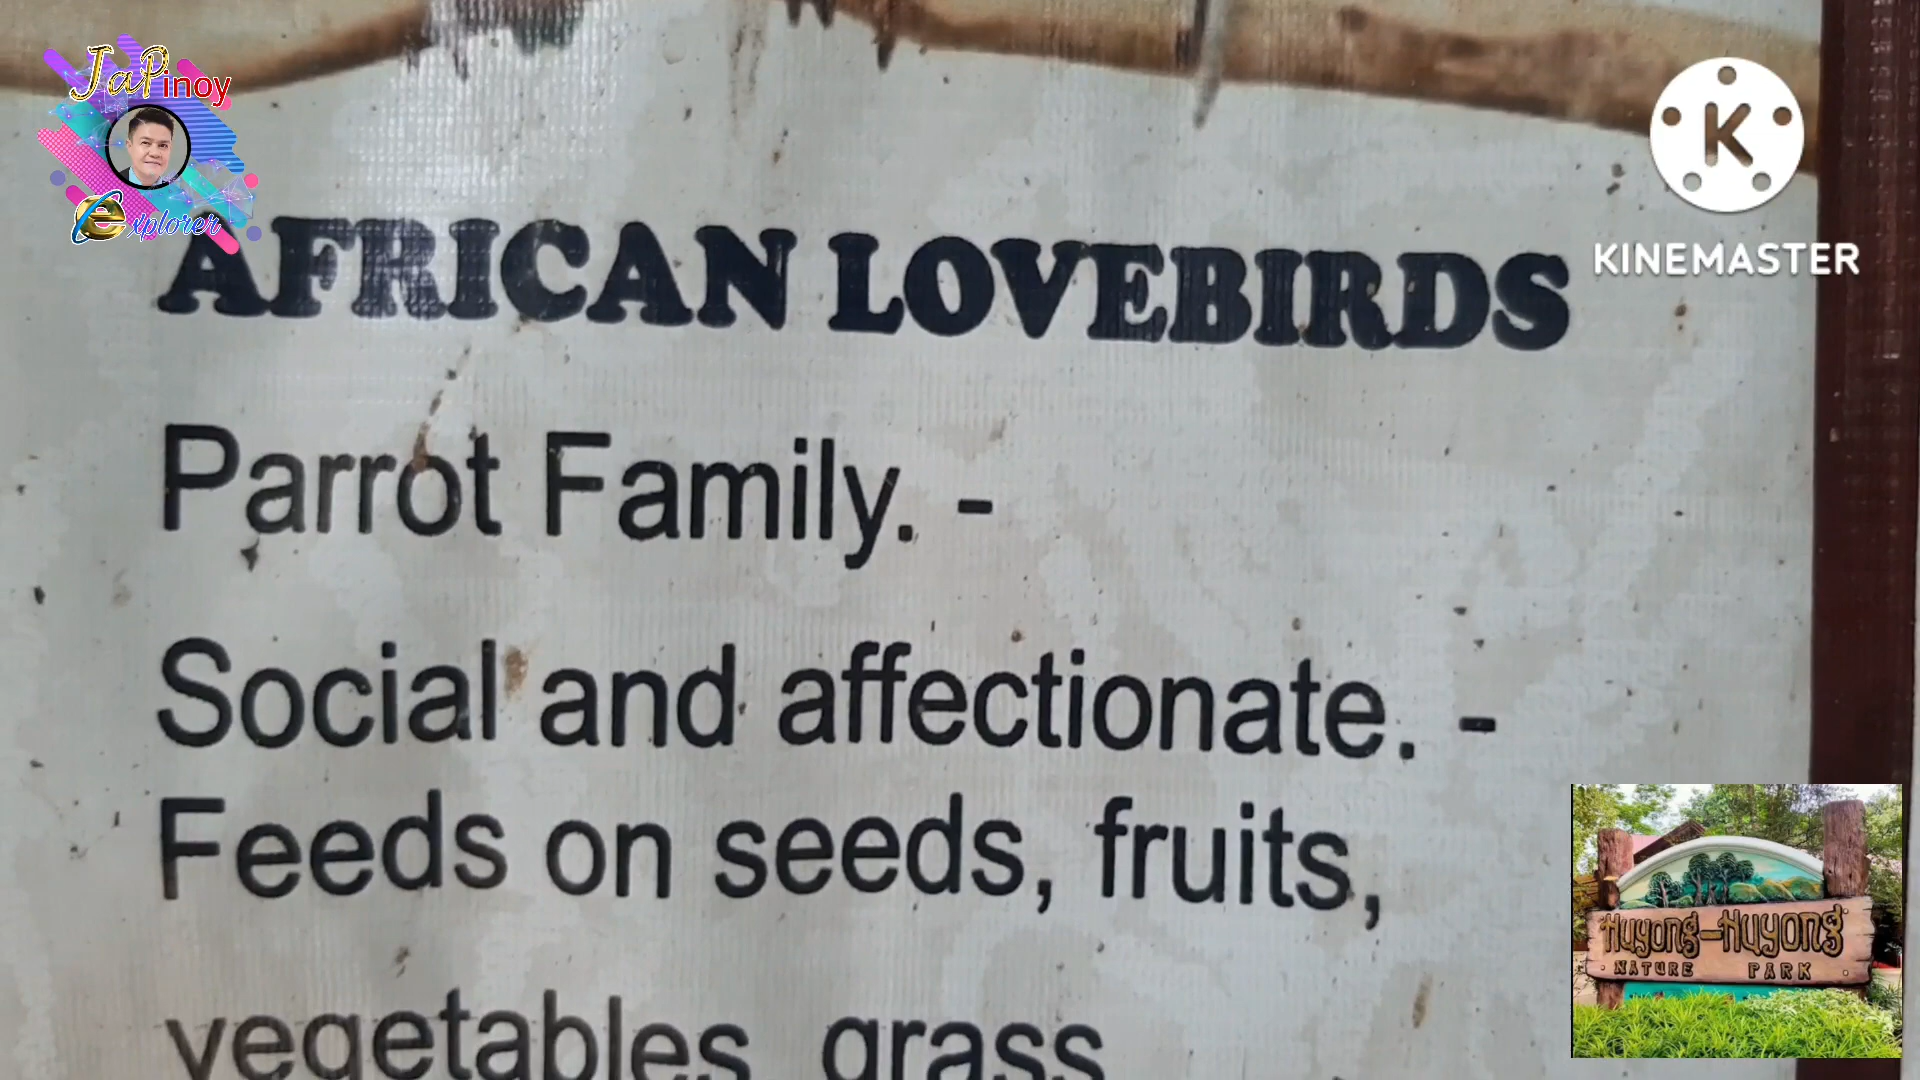 JaPinoy
explorer
KINEMASTER
AFRICAN LOVEBIRDS
Parrot Family. -
Social and affectionate. -
Feeds on seeds, fruits,
vegetables grass
Huyong-Huyong
NATURE PARK